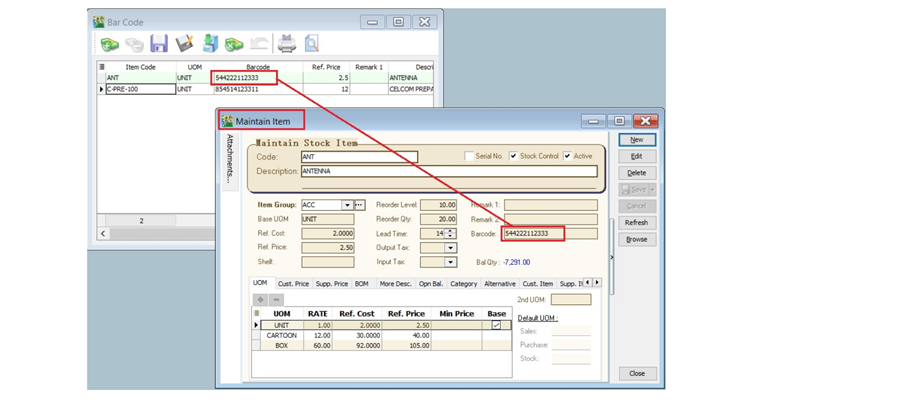 Bar Code
Item Code UOM Barcode Ref. Price Remark 1 Descri
ANT UNIT 544222112333 2.5 ANTENNA
C-PRE-100 UNIT 854514123311 12 CELCOM PREPA
2
Maintain Item
Attachments...
Maintain Stock Item
Code: ANT Serial No. Stock Control Active
Description: ANTENNA
Item Group: ACC Reorder Level: 10.00 Remark 1:
Base UOM UNIT Reorder Qty: 20.00 Remark 2:
Ref. Cost: 2.0000 Lead Time: 14 Barcode: 544222112333
Ref. Price: 2.50 Output Tax:
Shelf: Input Tax: Bal Qty : -7,291.00
UOM Cust. Price Supp. Price BOM More Desc. Opn Bal. Category Alternative Cust. Item Supp. It
2nd UOM:
UOM RATE Ref. Cost Ref. Price Min Price Base
UNIT 1.00 2.0000 2.50
CARTOON 12.00 30.0000 40.00
BOX 60.00 92.0000 105.00
Default UOM :
Sales:
Purchase:
Stock:
New
Edit
Delete
Save
Cancel
Refresh
Browse
Close